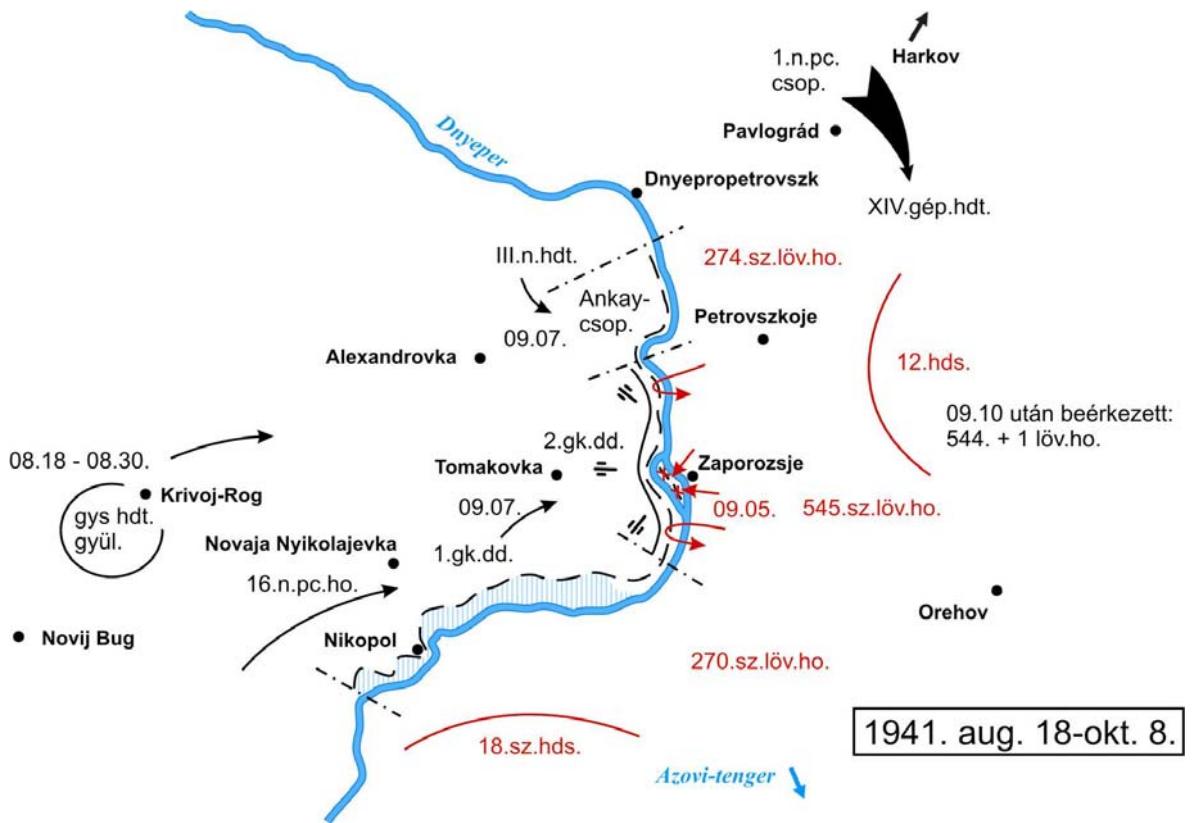 Harkov
1.n.pc.
csop.
Dnyeper
Pavlográd
Dnyepropetrovszk
XIV.gép.hdt.
III.n.hdt.
274.sz.löv.ho.
Ankay-
csop.
09.07.
Petrovszkoje
Alexandrovka
12.hds.
09.10 után beérkezett:
544. + 1 löv.ho.
2.gk.dd.
08.18 - 08.30.
Tomakovka
Zaporozsje
Krivoj-Rog
09.07.
09.05.
545.sz.löv.ho.
gys hdt.
gyül.
Novaja Nyikolajevka
1.gk.dd.
16.n.pc.ho.
Orehov
Novij Bug
Nikopol
270.sz.löv.ho.
1941. aug. 18-okt. 8.
18.sz.hds.
Azovi-tenger